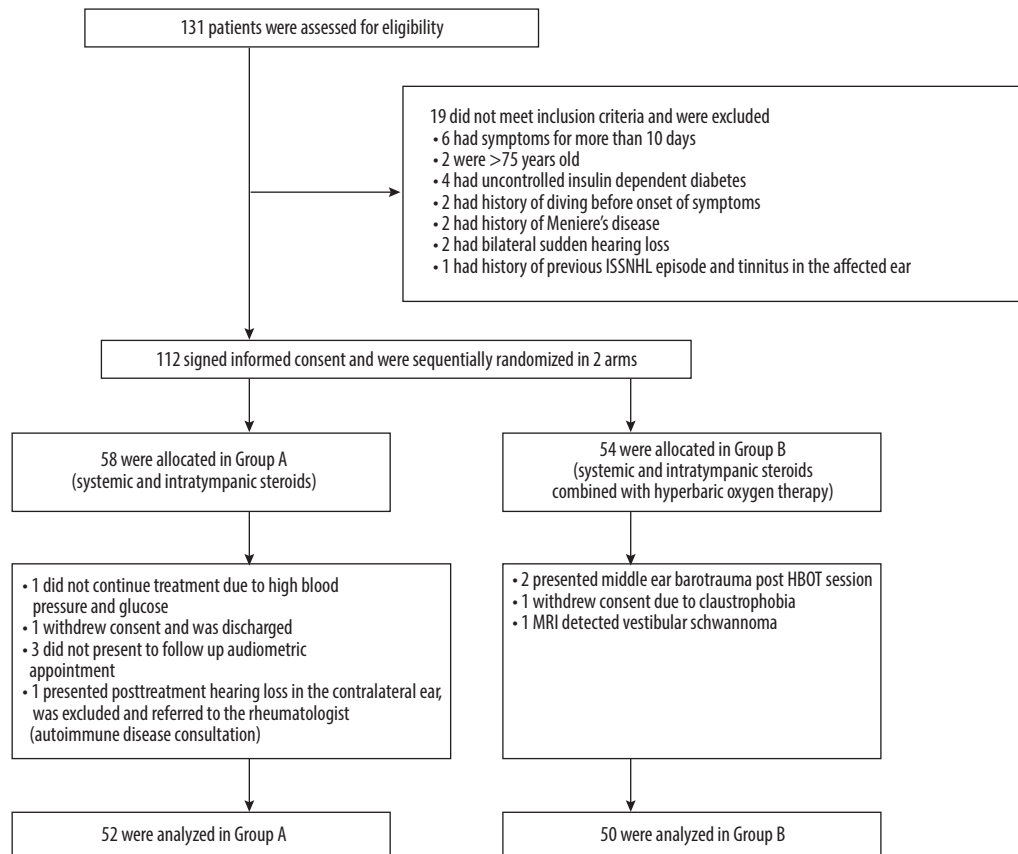 131 patients were assessed for eligibility
19 did not meet inclusion criteria and were excluded
• 6 had symptoms for more than 10 days
• 2 were >75 years old
• 4 had uncontrolled insulin dependent diabetes
• 2 had history of diving before onset of symptoms
• 2 had history of Meniere's disease
• 2 had bilateral sudden hearing loss
• 1 had history of previous ISSNHL episode and tinnitus in the affected ear
112 signed informed consent and were sequentially randomized in 2 arms
58 were allocated in Group A
(systemic and intratympanic steroids)
54 were allocated in Group B
(systemic and intratympanic steroids
combined with hyperbaric oxygen therapy)
• 1 did not continue treatment due to high blood
pressure and glucose
• 1 withdrew consent and was discharged
• 3 did not present to follow up audiometric
appointment
• 1 presented posttreatment hearing loss in the contralateral ear,
was excluded and referred to the rheumatologist
(autoimmune disease consultation)
• 2 presented middle ear barotrauma post HBOT session
• 1 withdrew consent due to claustrophobia
• 1 MRI detected vestibular schwannoma
52 were analyzed in Group A
50 were analyzed in Group B